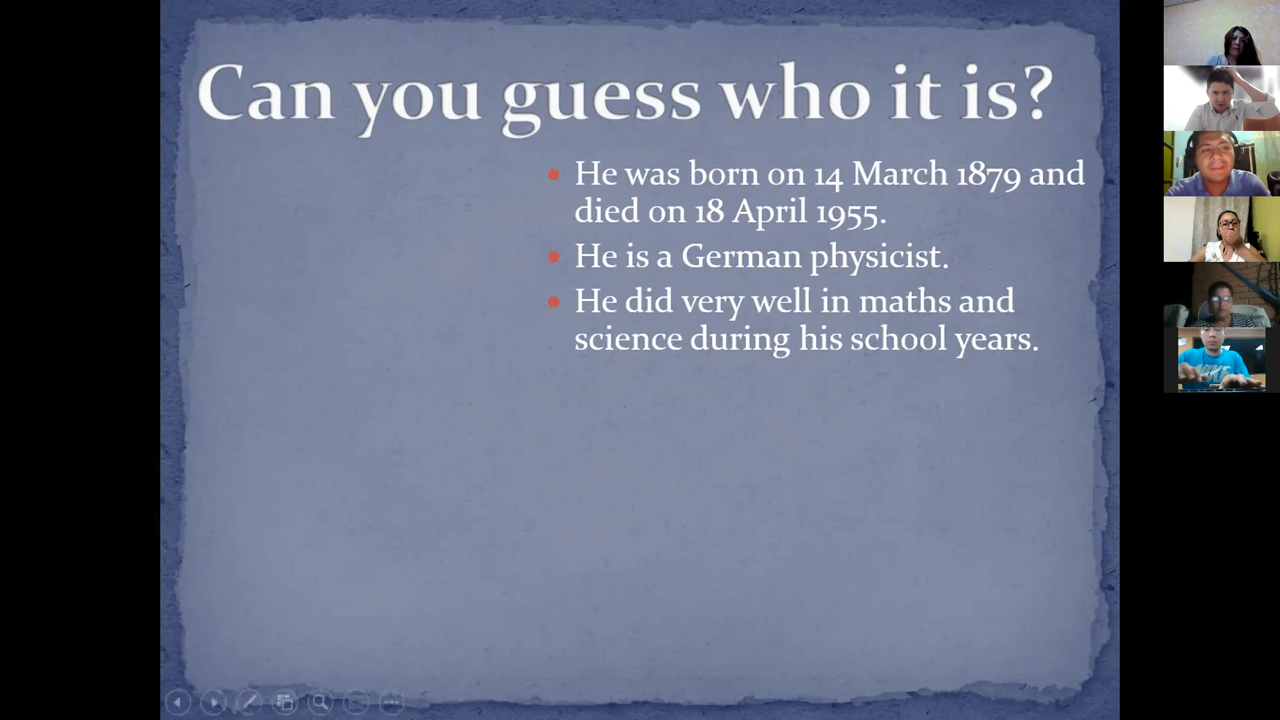 Can you guess who it is?
He was born on 14 March 1879 and
died on 18 April 1955.
He is a German physicist.
He did very well in maths and
science during his school years.